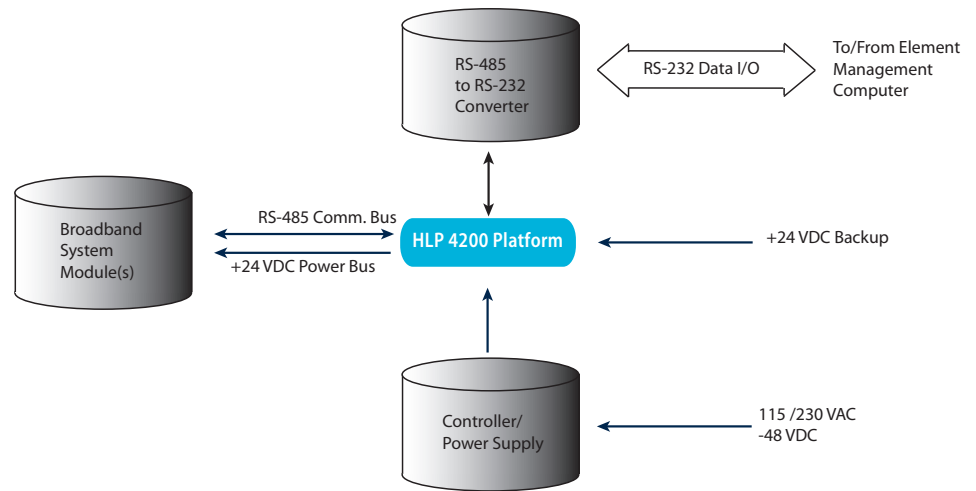 RS-485
to RS-232
Converter
RS-232 Data I/O
To/From Element
Management
Computer
Broadband
System
Module(s)
RS-485 Comm. Bus
+24 VDC Power Bus
HLP 4200 Platform
+24 VDC Backup
Controller/
Power Supply
115 /230 VAC
-48 VDC